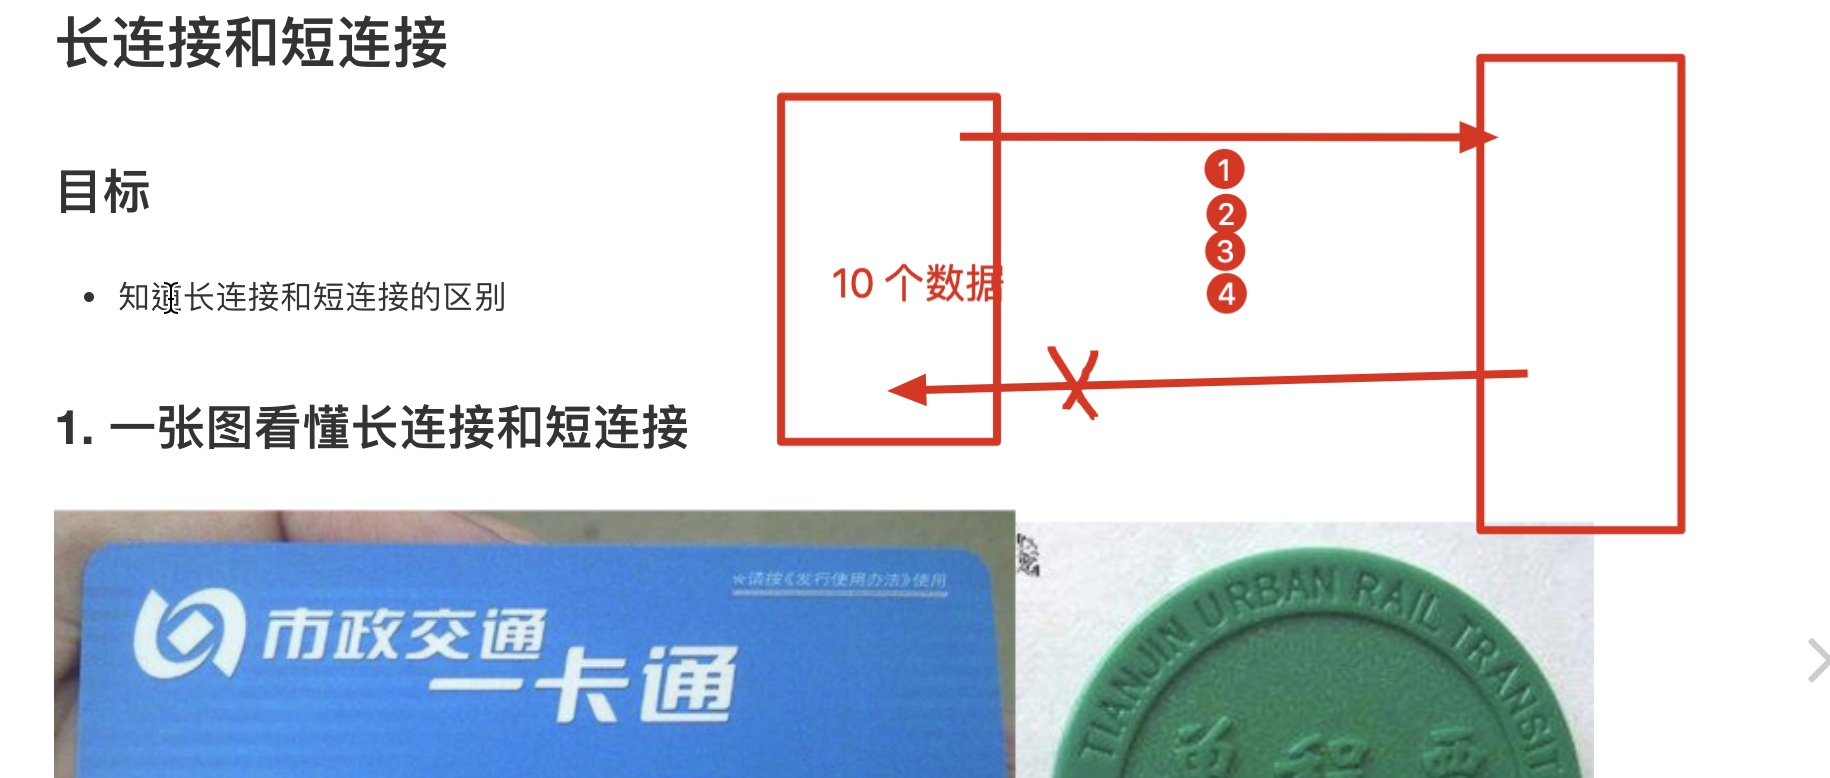 长连接和短连接
目标
知道长连接和短连接的区别
1
2
3
4
10 个数据
1. 一张图看懂长连接和短连接
★请按《发行使用办法》使用
市政交通
一卡通
TIANJIN URBAN RAIL TRANSIT